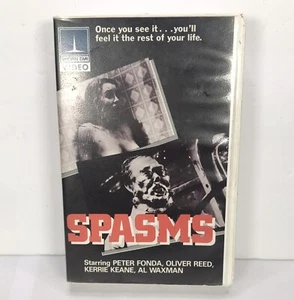 Once you see it . . . you'll
feel it the rest of your life.
VIDEO
SPASMS
Starring PETER FONDA, OLIVER REED,
KERRIE KEANE, AL WAXMAN